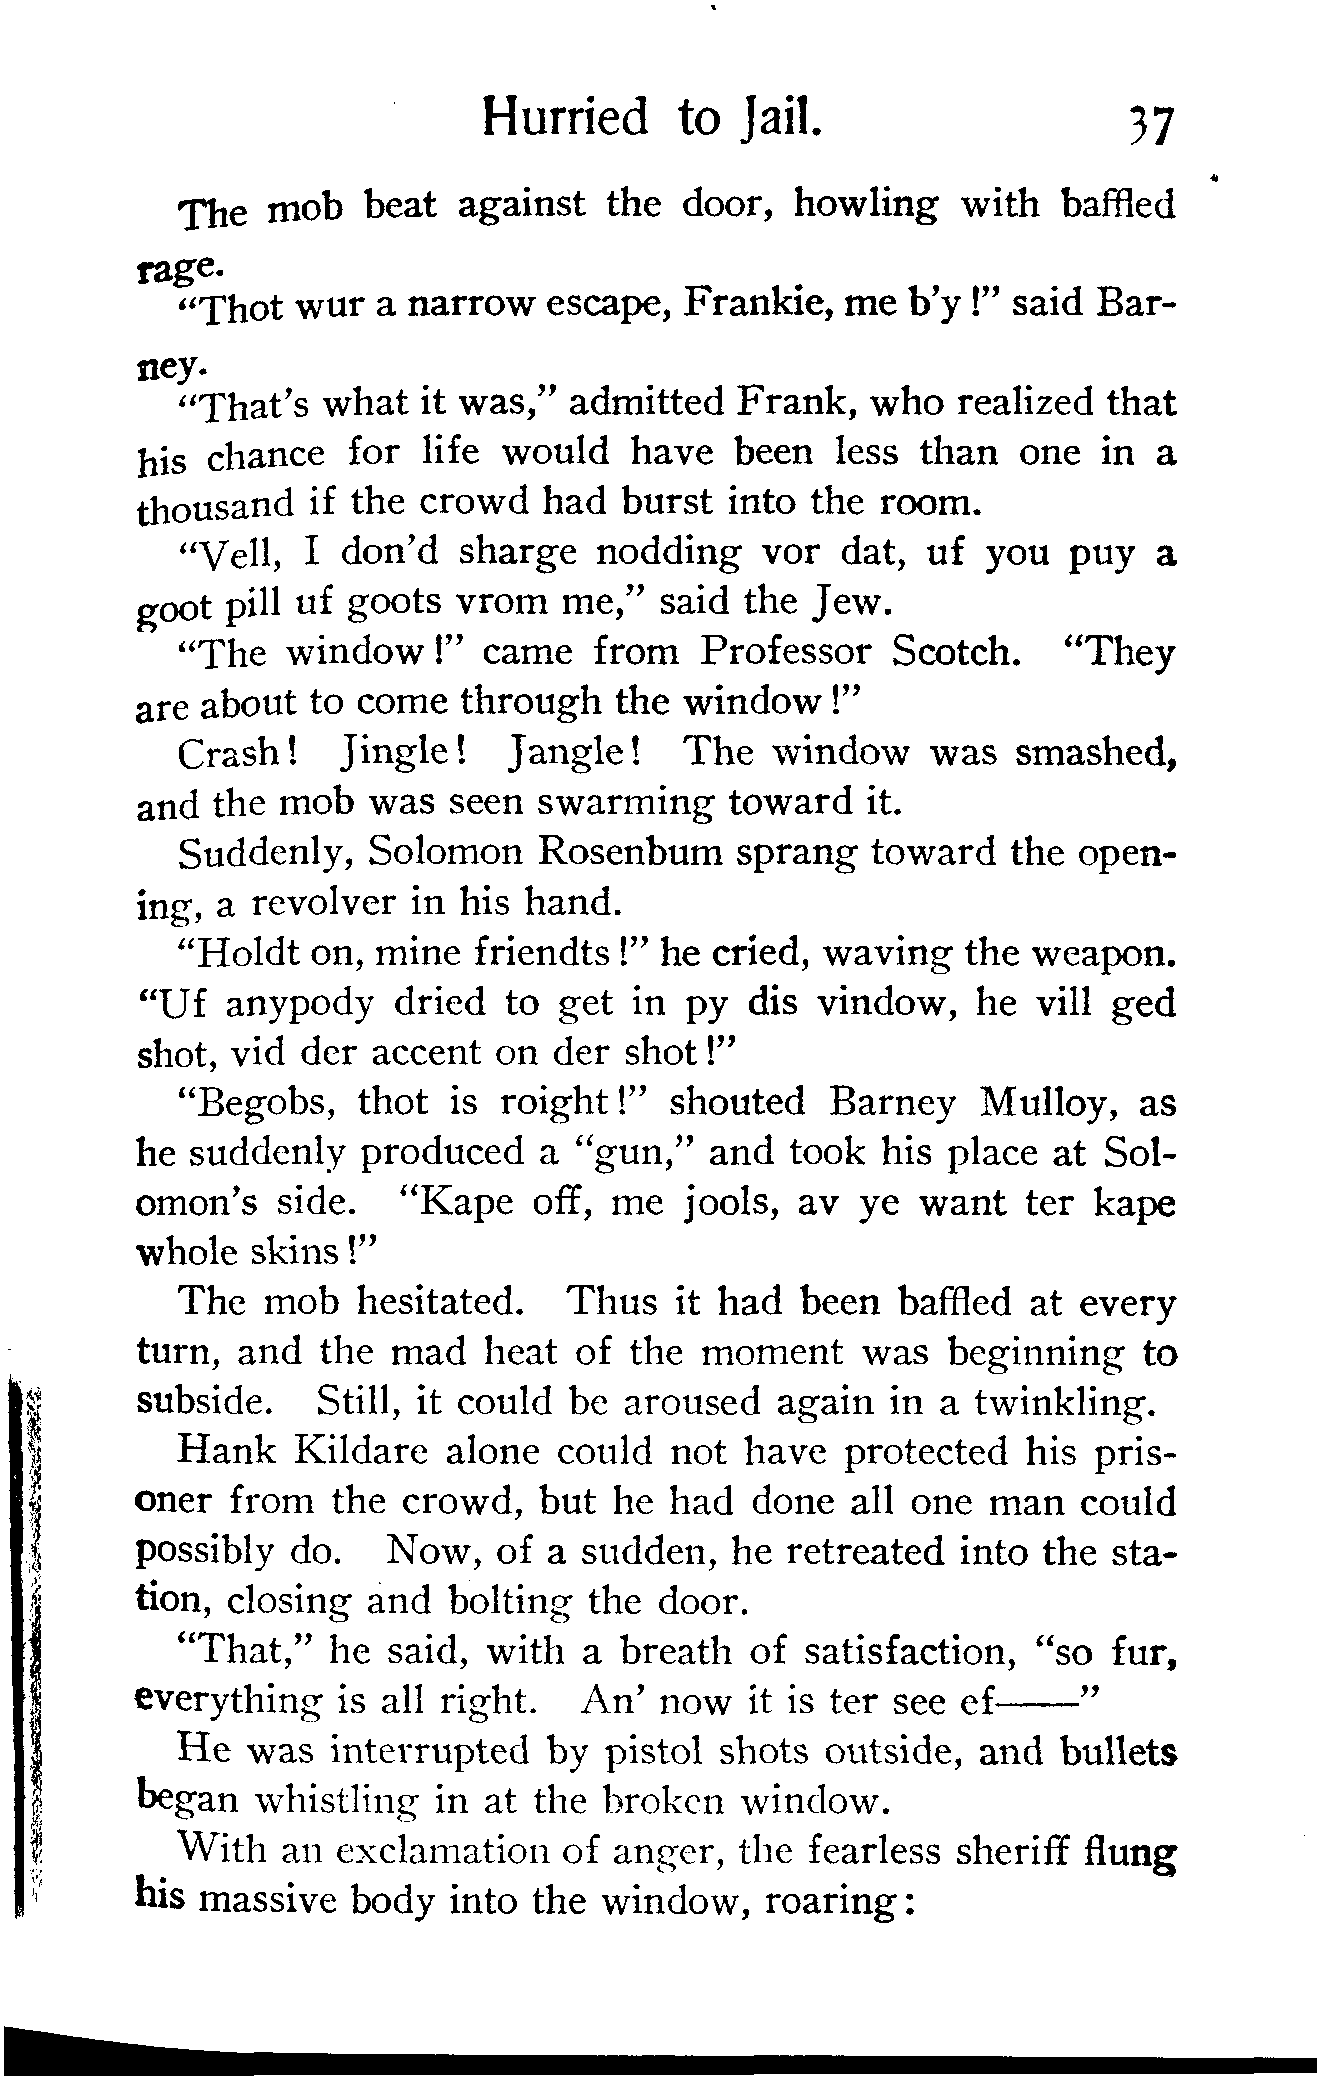 Hurried to Jail. 37
The mob beat against the door, howling with baffled
rage.
"Thot wur a narrow escape, Frankie, me b'y!" said Bar-
ney.
"That's what it was," admitted Frank, who realized that
his chance for life would have been less than one in a
thousand if the crowd had burst into the room.
"Vell, I don'd sharge nodding vor dat, uf you puy a
goot pill uf goots vrom me," said the Jew.
"The window!" came from Professor Scotch. "They
are about to come through the window!"
Crash! Jingle! Jangle! The window was smashed,
and the mob was seen swarming toward it.
Suddenly, Solomon Rosenbum sprang toward the open-
ing, a revolver in his hand.
"Holdt on, mine friendts!" he cried, waving the weapon.
"Uf anypody dried to get in py dis vindow, he vill ged
shot, vid der accent on der shot!"
"Begobs, thot is roight!" shouted Barney Mulloy, as
he suddenly produced a "gun," and took his place at Sol-
omon's side. "Kape off, me jools, av ye want ter kape
whole skins!"
The mob hesitated. Thus it had been baffled at every
turn, and the mad heat of the moment was beginning to
subside. Still, it could be aroused again in a twinkling.
Hank Kildare alone could not have protected his pris-
oner from the crowd, but he had done all one man could
possibly do. Now, of a sudden, he retreated into the sta-
tion, closing and bolting the door.
"That," he said, with a breath of satisfaction, "so fur,
everything is all right. An' now it is ter see ef——"
He was interrupted by pistol shots outside, and bullets
began whistling in at the broken window.
With an exclamation of anger, the fearless sheriff flung
his massive body into the window, roaring: